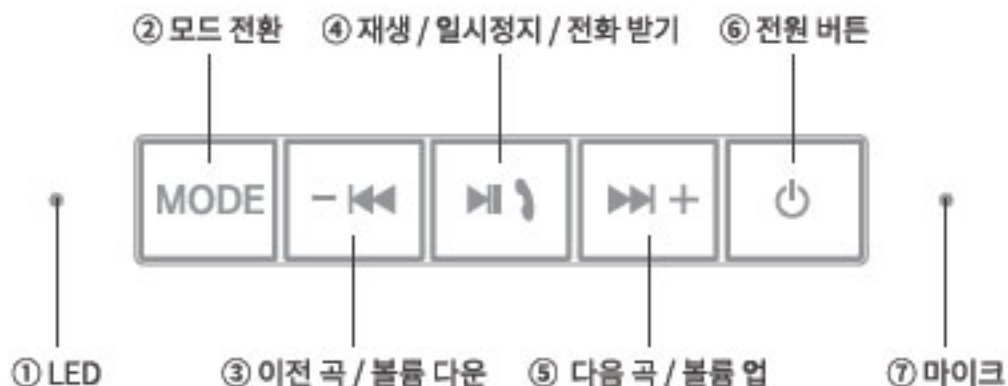 ② 모드 전환 ④ 재생 / 일시정지 / 전화 받기 ⑥ 전원 버튼
MODE − +
① LED ③ 이전 곡 / 볼륨 다운 ⑤ 다음 곡 / 볼륨 업 ⑦ 마이크